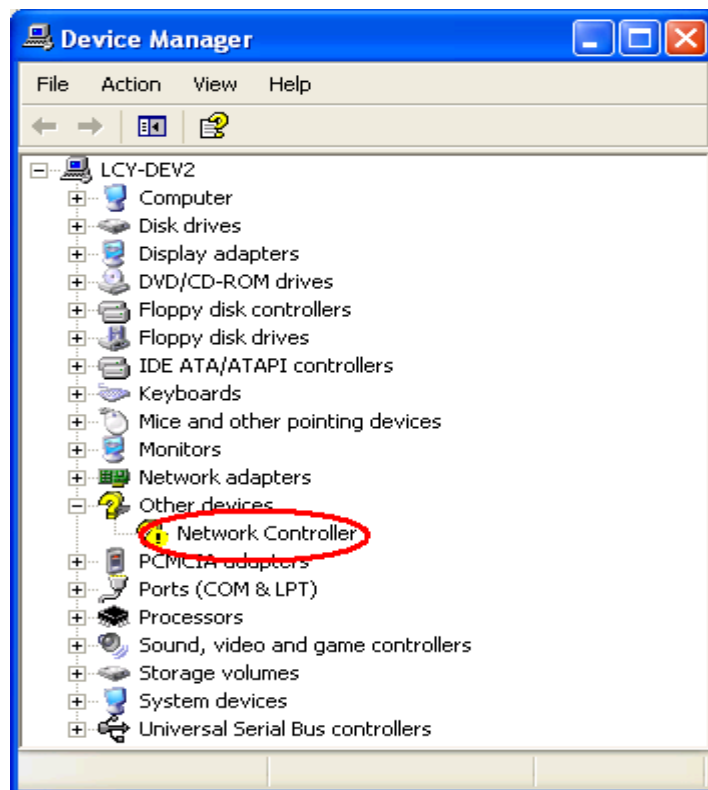 Device Manager
File Action View Help
LCY-DEV2
Computer
Disk drives
Display adapters
DVD/CD-ROM drives
Floppy disk controllers
Floppy disk drives
IDE ATA/ATAPI controllers
Keyboards
Mice and other pointing devices
Monitors
Network adapters
Other devices
Network Controller
PCMCIA adapters
Ports (COM & LPT)
Processors
Sound, video and game controllers
Storage volumes
System devices
Universal Serial Bus controllers